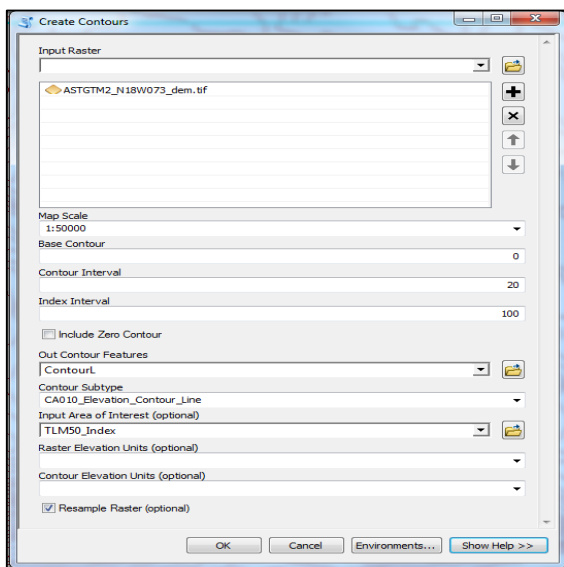 Create Contours
Input Raster
ASTGTM2_N18W073_dem.tif
Map Scale
1:50000
Base Contour
0
Contour Interval
20
Index Interval
100
Include Zero Contour
Out Contour Features
ContourL
Contour Subtype
CA010_Elevation_Contour_Line
Input Area of Interest (optional)
TLM50_Index
Raster Elevation Units (optional)
Contour Elevation Units (optional)
Resample Raster (optional)
OK Cancel Environments... Show Help >>